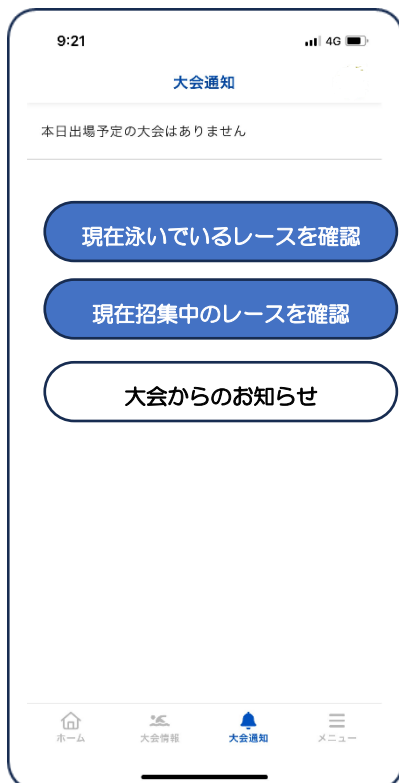 9:21
4G
大会通知
本日出場予定の大会はありません
現在泳いでいるレースを確認
現在招集中のレースを確認
大会からのお知らせ
ホーム 大会情報 大会通知 メニュー